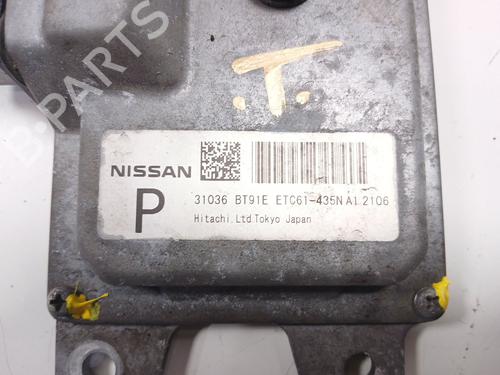 .T.
NISSAN
P
31036 BT91E ETC61-435N A1 2106
Hitachi.Ltd Tokyo Japan
B-PARTS